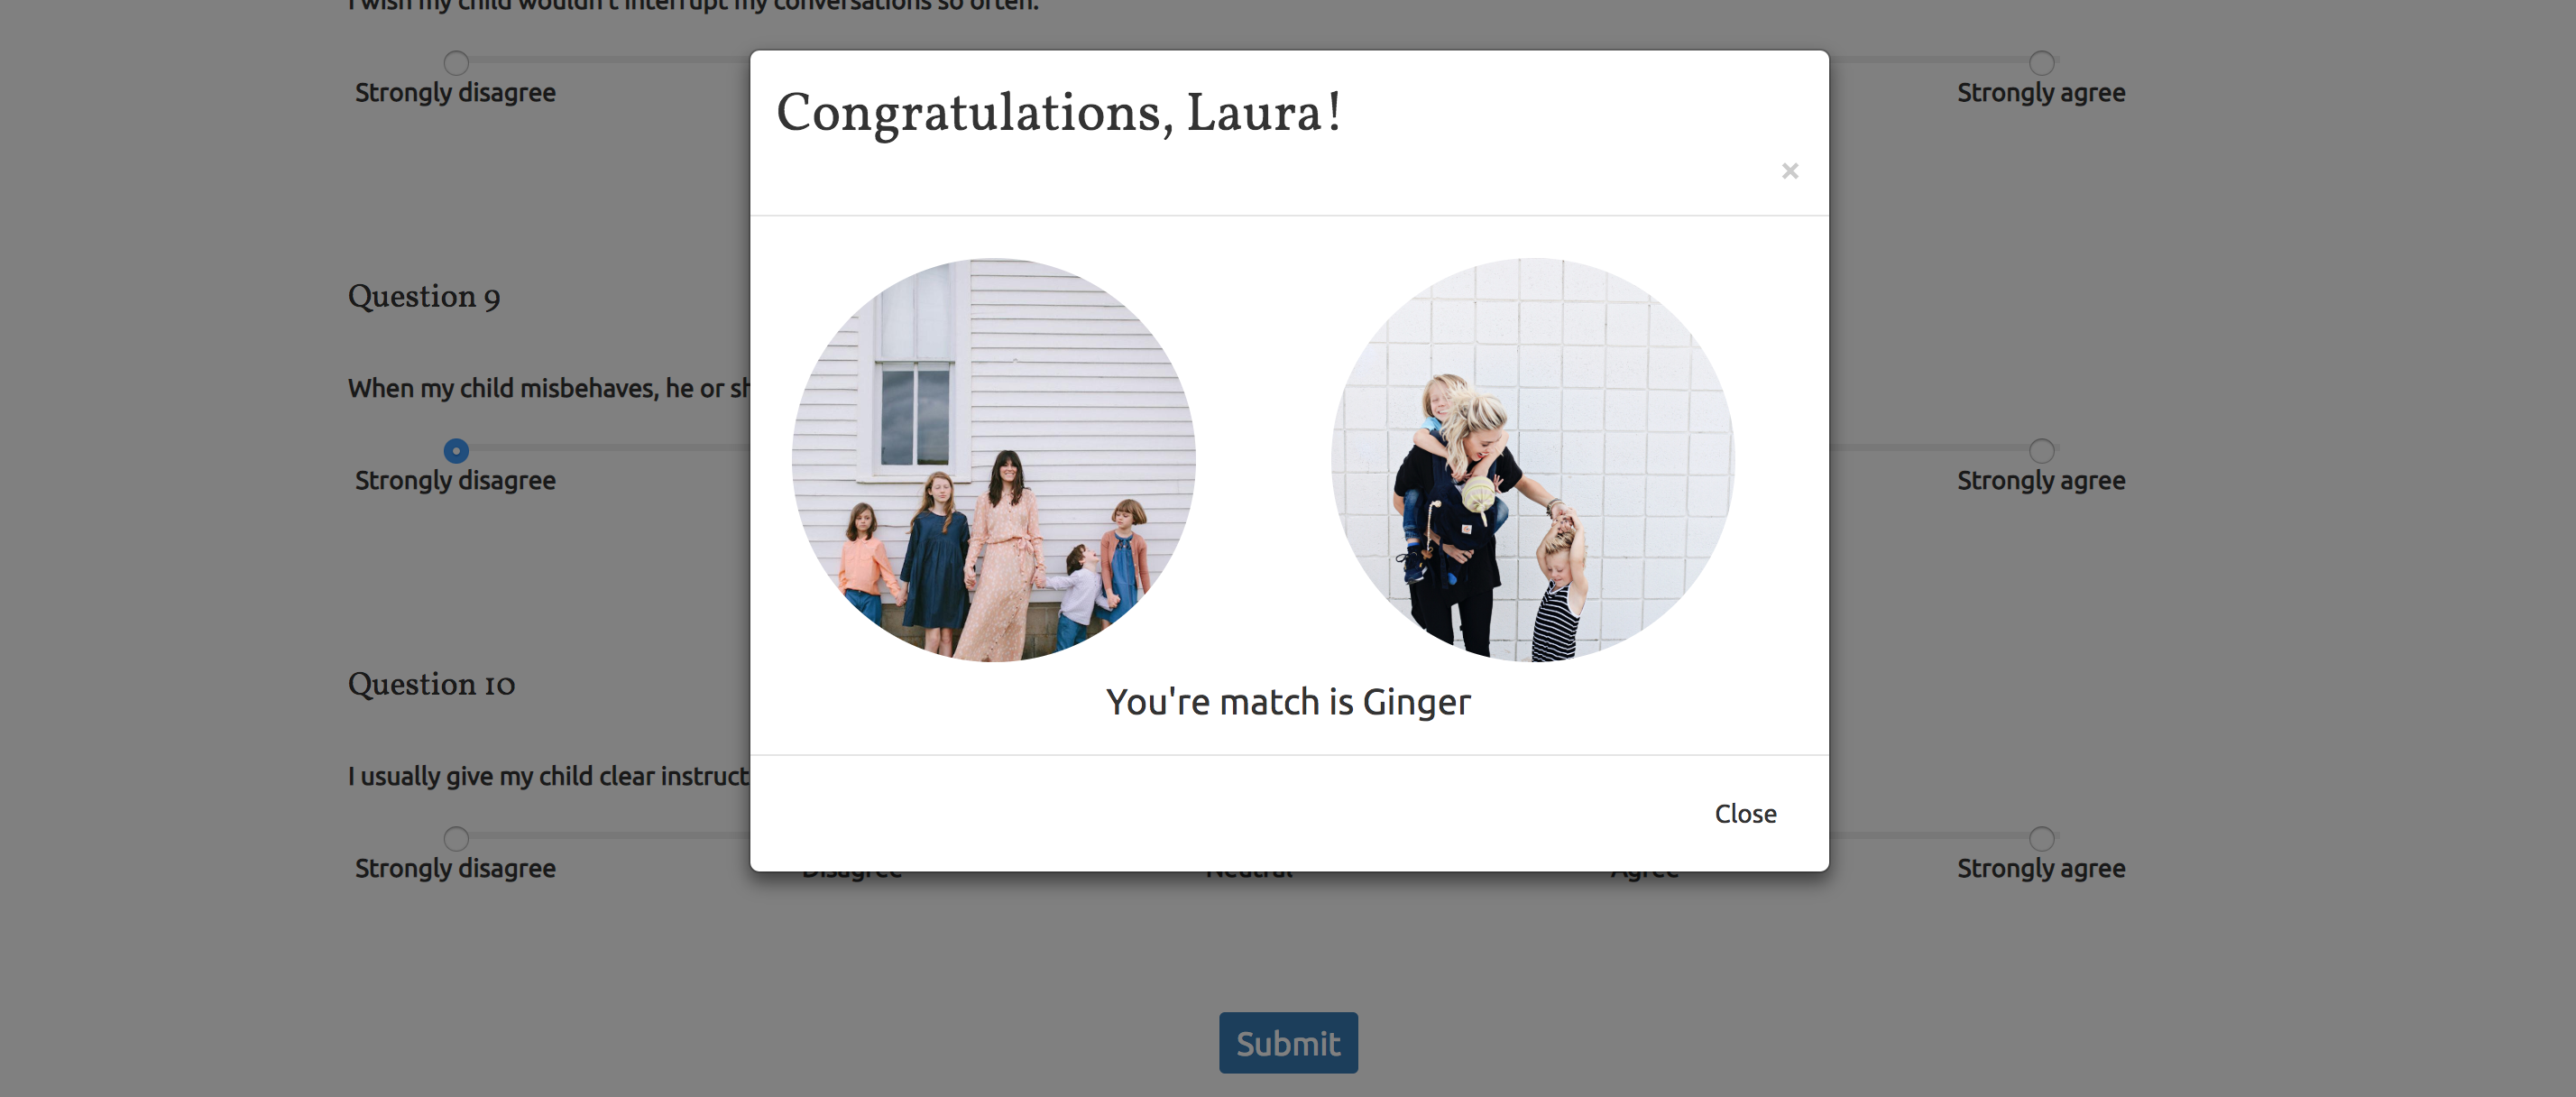 I wish my child wouldn't interrupt my conversations so often.
Strongly disagree
Strongly agree
Congratulations, Laura!
×
Question 9
When my child misbehaves, he or sh
Strongly disagree
Strongly agree
You're match is Ginger
Question 10
I usually give my child clear instruct
Close
Strongly disagree
Disagree
Neutral
Agree
Strongly agree
Submit